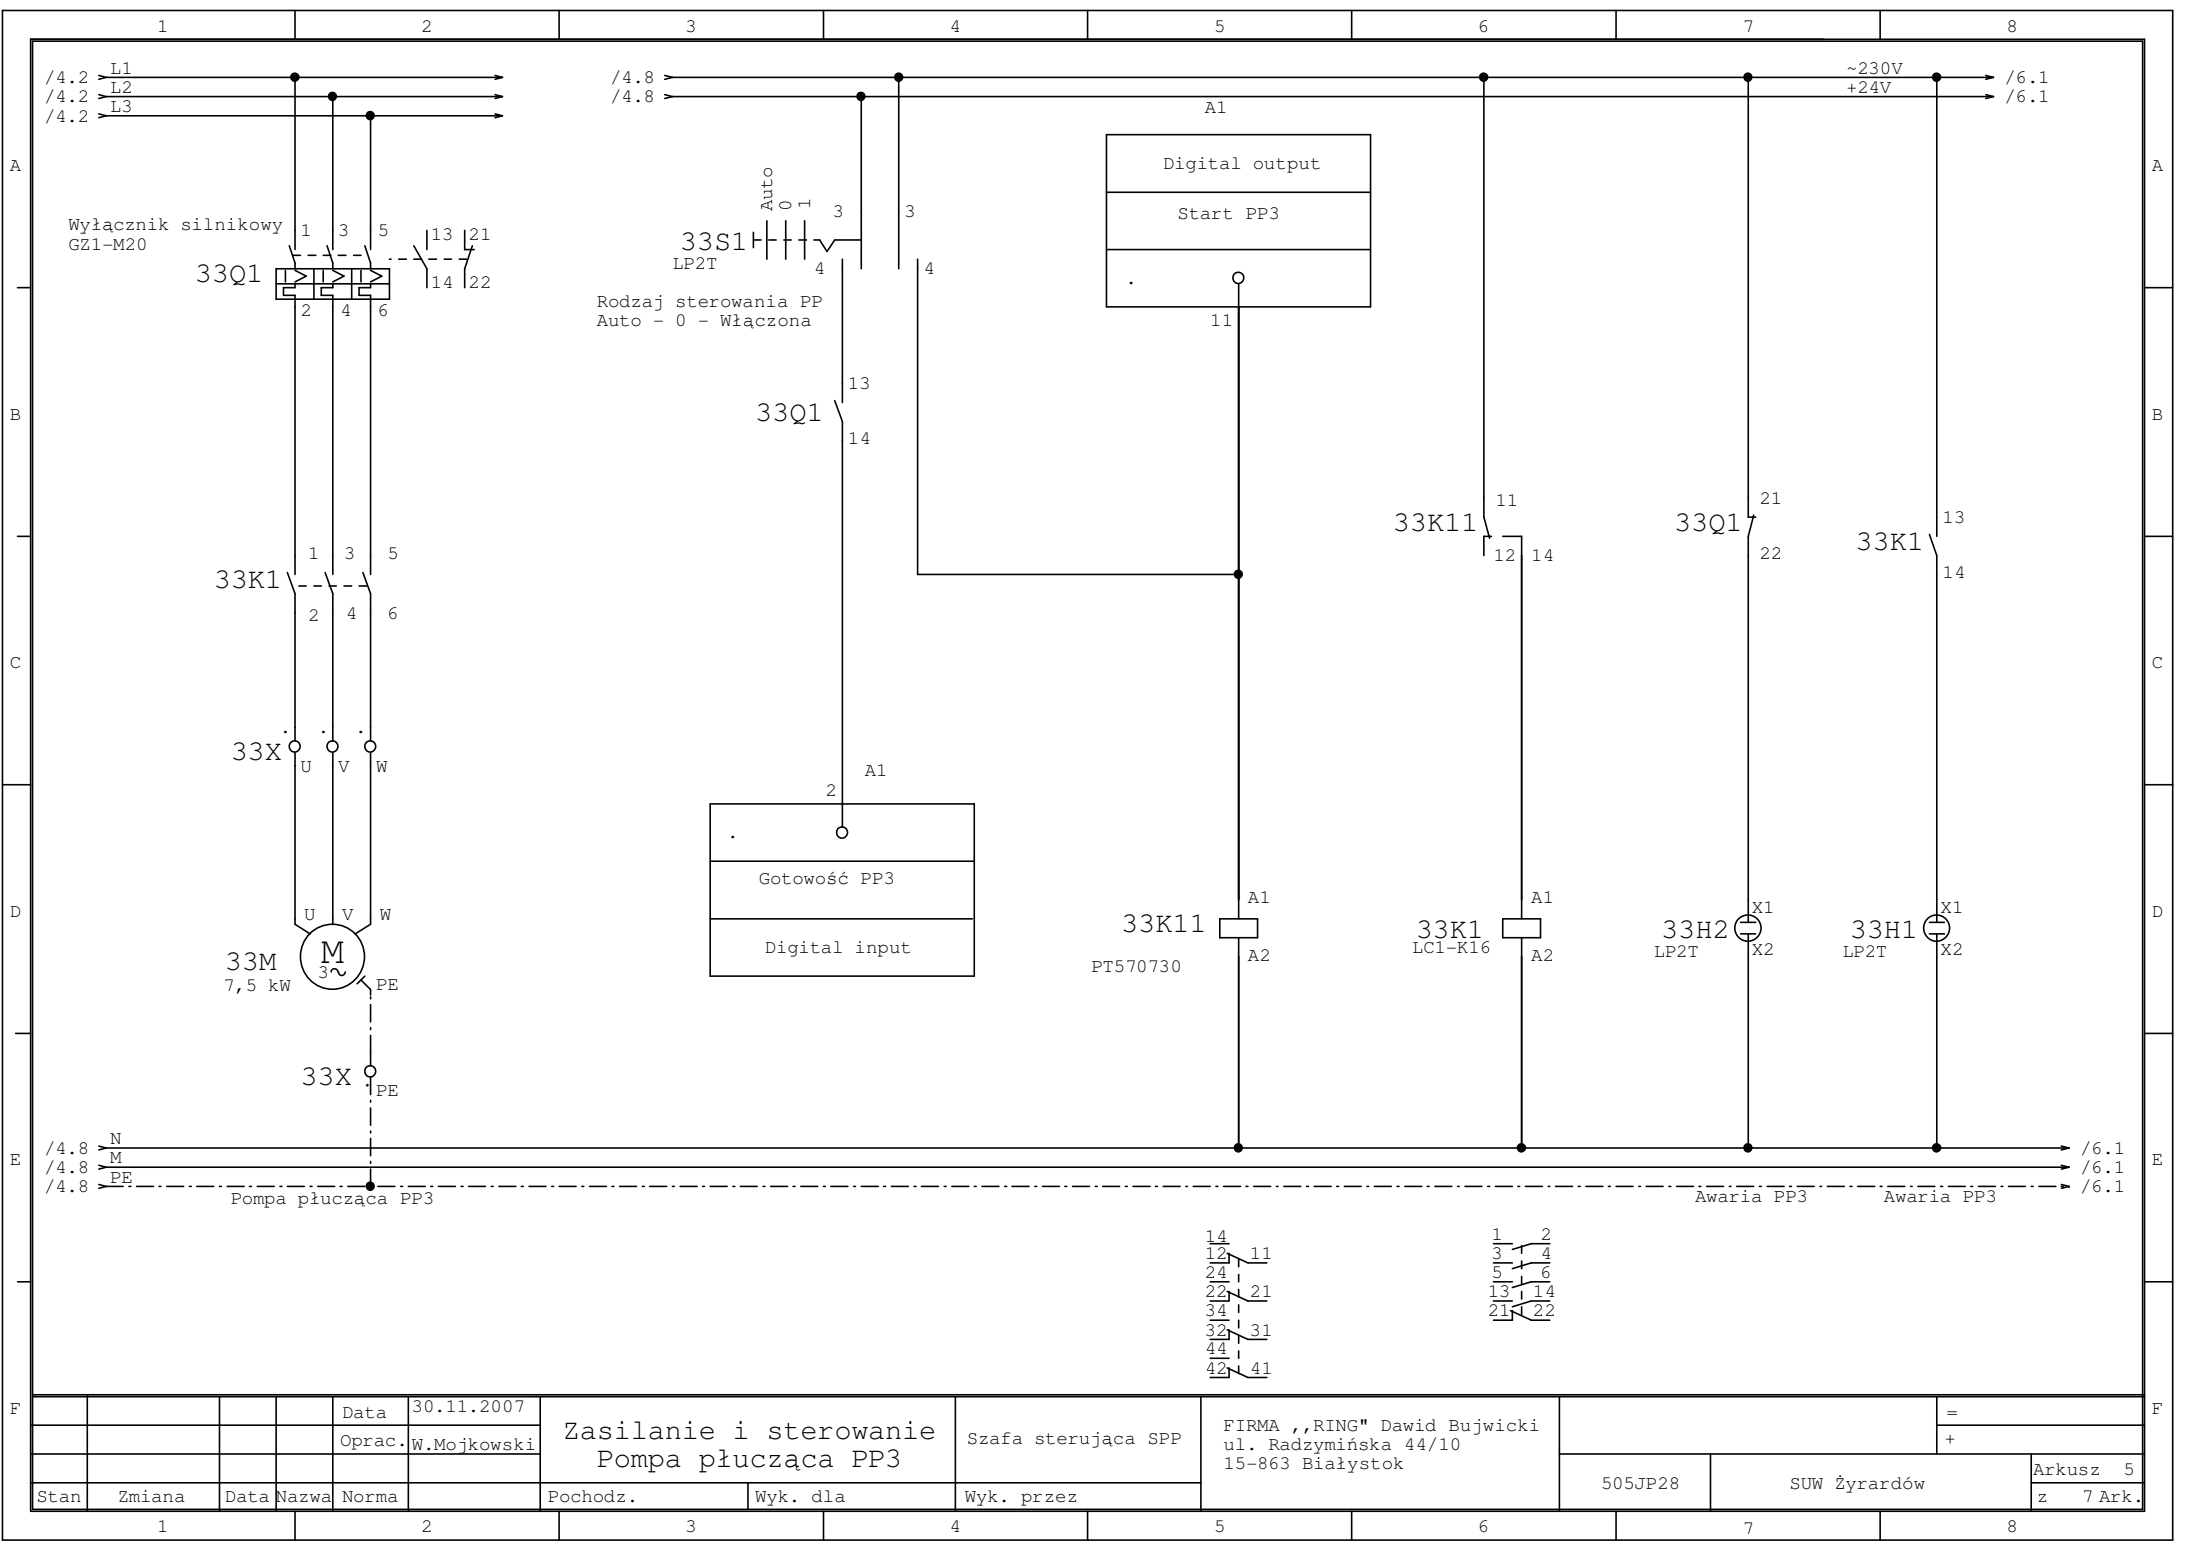 1 2 3 4 5 6 7 8
/4.2 L1
/4.2 L2
/4.2 L3
/4.8 ~230V /6.1
/4.8 +24V /6.1
A A
Wyłącznik silnikowy
GZ1-M20
33Q1
1 3 5
2 4 6
13 21
14 22
Auto 0 1
33S1
LP2T
3 3
4 4
Rodzaj sterowania PP
Auto - 0 - Włączona
A1
Digital output
Start PP3
.
11
B B
33Q1
13
14
33K1
1 3 5
2 4 6
33K11
11
12 14
33Q1
21
22
33K1
13
14
C C
33X
. . .
U V W
A1
2
.
Gotowość PP3
Digital input
D D
U V W
33M
7,5 kW
M
3~
PE
33K11
A1
A2
PT570730
33K1
LC1-K16
A1
A2
33H2
LP2T
X1
X2
33H1
LP2T
X1
X2
33X
.
PE
E E
/4.8 N /6.1
/4.8 M /6.1
/4.8 PE /6.1
Pompa płucząca PP3
Awaria PP3
Awaria PP3
14
12 11
24
22 21
34
32 31
44
42 41
1 2
3 4
5 6
13 14
21 22
F F
Data 30.11.2007
Oprac. W.Mojkowski
Stan Zmiana Data Nazwa Norma
Zasilanie i sterowanie
Pompa płucząca PP3
Pochodz. Wyk. dla Wyk. przez
Szafa sterująca SPP
FIRMA ,,RING" Dawid Bujwicki
ul. Radzymińska 44/10
15-863 Białystok
=
+
505JP28
SUW Żyrardów
Arkusz 5
z 7 Ark.
1 2 3 4 5 6 7 8